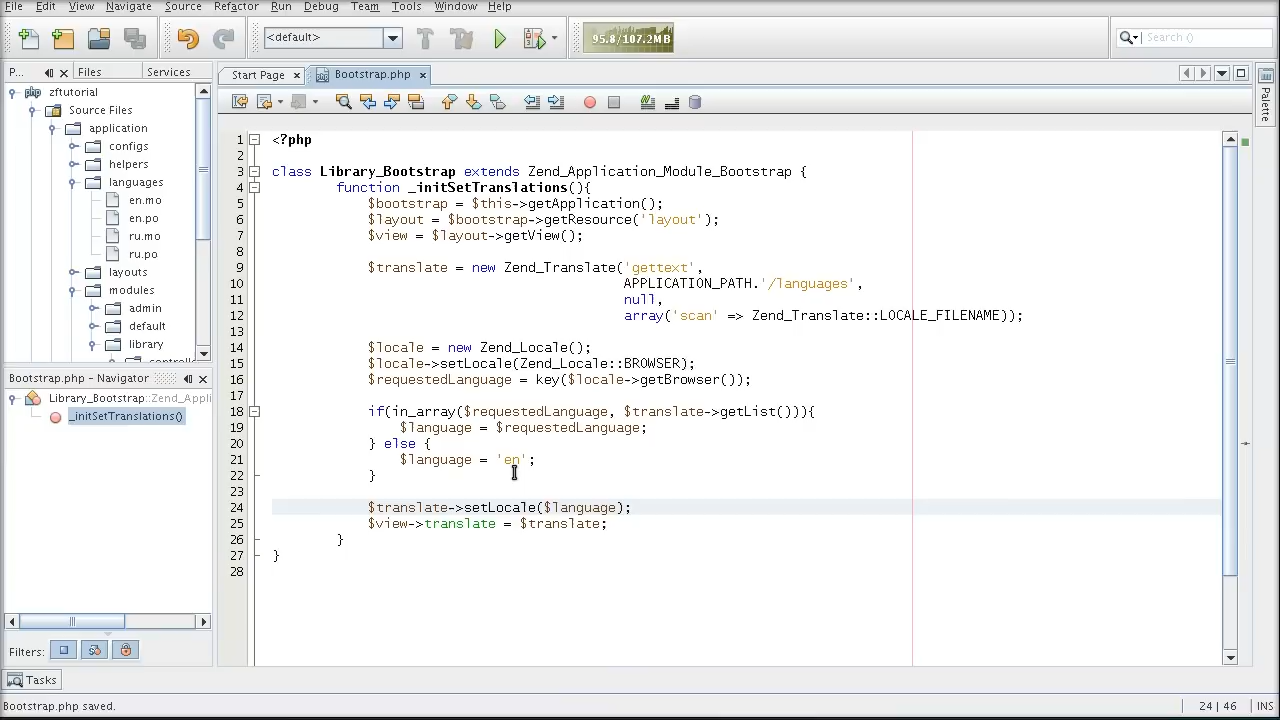 File Edit View Navigate Source Refactor Run Debug Team Tools Window Help
<default> 95.8/107.2MB Search ()
P... Files Services
Start Page Bootstrap.php
Palette
zftutorial
Source Files
application
configs
helpers
languages
en.mo
en.po
ru.mo
ru.po
layouts
modules
admin
default
library
Bootstrap.php - Navigator
Library_Bootstrap::Zend_Appli
_initSetTranslations()
Filters:
1 <?php
2
3 class Library_Bootstrap extends Zend_Application_Module_Bootstrap {
4 function _initSetTranslations(){
5 $bootstrap = $this->getApplication();
6 $layout = $bootstrap->getResource('layout');
7 $view = $layout->getView();
8
9 $translate = new Zend_Translate('gettext',
10 APPLICATION_PATH.'/languages',
11 null,
12 array('scan' => Zend_Translate::LOCALE_FILENAME));
13
14 $locale = new Zend_Locale();
15 $locale->setLocale(Zend_Locale::BROWSER);
16 $requestedLanguage = key($locale->getBrowser());
17
18 if(in_array($requestedLanguage, $translate->getList())){
19 $language = $requestedLanguage;
20 } else {
21 $language = 'en';
22 }
23
24 $translate->setLocale($language);
25 $view->translate = $translate;
26 }
27 }
28
Tasks
Bootstrap.php saved. 24 | 46 INS